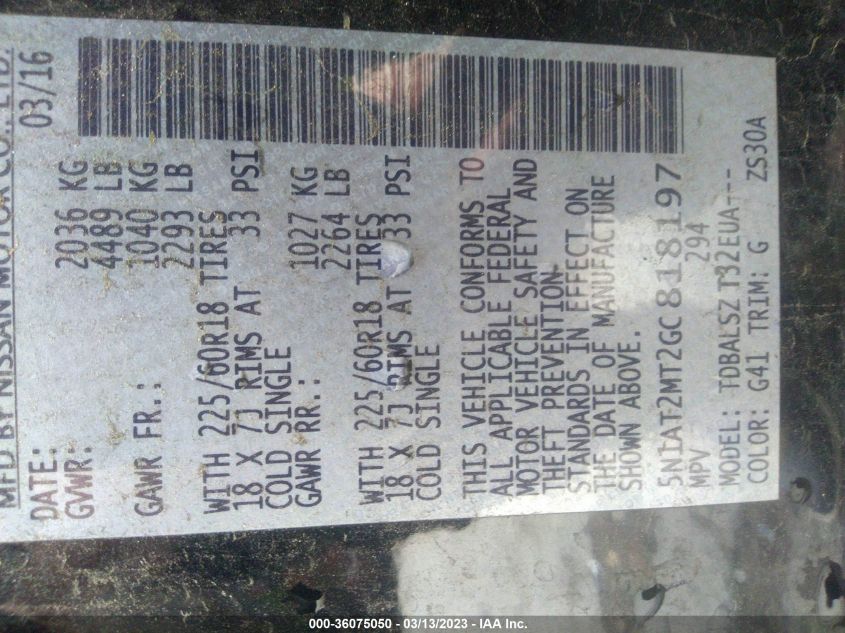 MFD BY NISSAN MOTOR CO., LTD.
DATE: 03/16
GVWR: 2036 KG
4489 LB
GAWR FR.: 1040 KG
2293 LB
WITH 225/60R18 TIRES
18 X 7J RIMS AT 33 PSI
COLD SINGLE
GAWR RR.: 1027 KG
2264 LB
WITH 225/60R18 TIRES
18 X 7J RIMS AT 33 PSI
COLD SINGLE
THIS VEHICLE CONFORMS TO
ALL APPLICABLE FEDERAL
MOTOR VEHICLE SAFETY AND
THEFT PREVENTION
STANDARDS IN EFFECT ON
THE DATE OF MANUFACTURE
SHOWN ABOVE.
5N1AT2MT2GC818197
MPV 294
MODEL: TDBALSZ T32EUA---
COLOR: G41 TRIM: G ZS30A
000-36075050 - 03/13/2023 - IAA Inc.